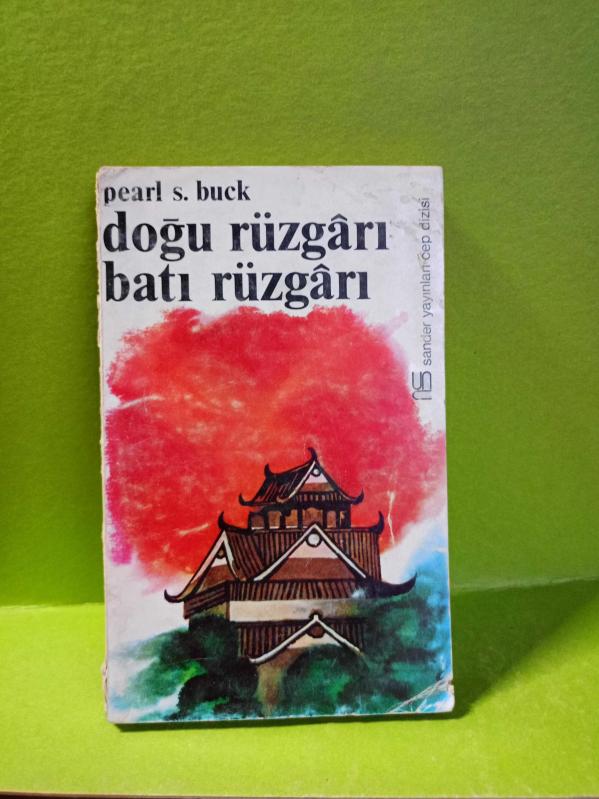 pearl s. buck
doğu rüzgârı
batı rüzgârı
sander yayınları cep dizisi